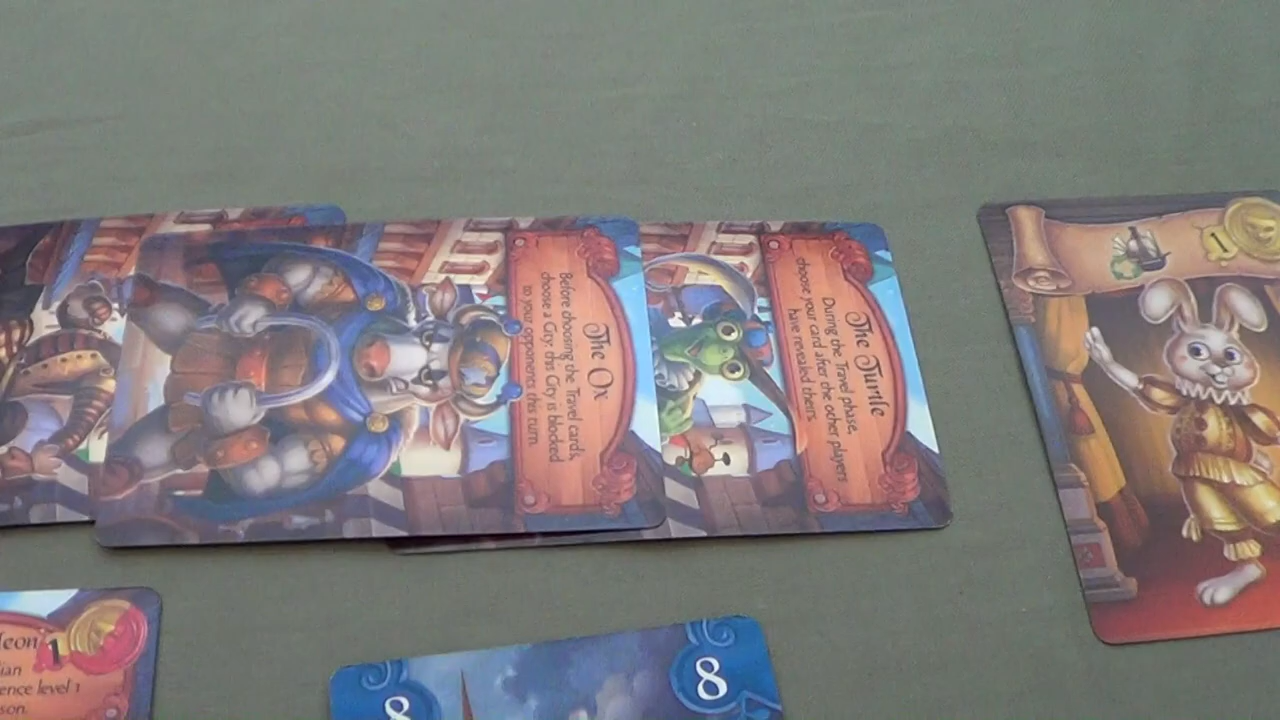 The Ox
Before choosing the Travel cards,
choose a City: this City is blocked
to your opponents this turn.
The Turtle
During the Travel phase,
choose your card after the other players
have revealed theirs.
1
1
ence level 1
8
8